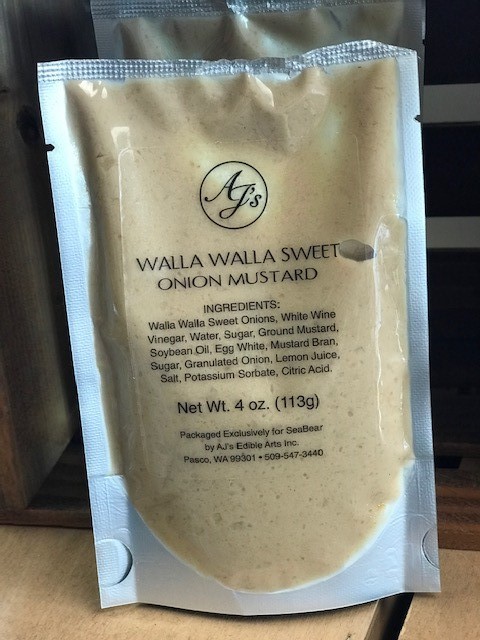 AJ's
WALLA WALLA SWEET
ONION MUSTARD
INGREDIENTS:
Walla Walla Sweet Onions, White Wine
Vinegar, Water, Sugar, Ground Mustard,
Soybean Oil, Egg White, Mustard Bran,
Sugar, Granulated Onion, Lemon Juice,
Salt, Potassium Sorbate, Citric Acid.
Net Wt. 4 oz. (113g)
Packaged Exclusively for SeaBear
by AJ's Edible Arts Inc.
Pasco, WA 99301 • 509-547-3440